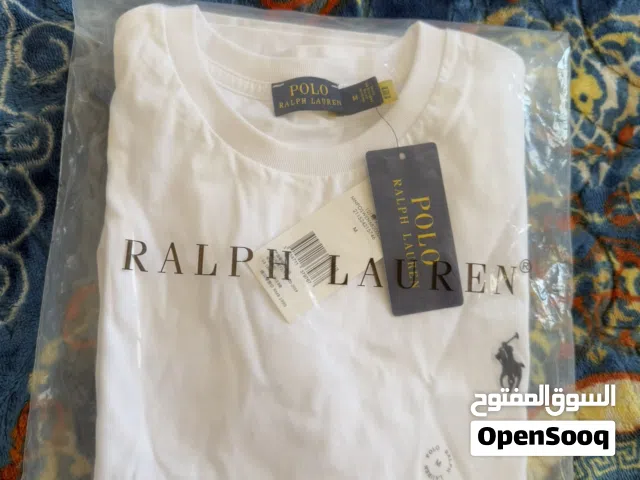 POLO
RALPH LAUREN
M
POLO
RALPH LAUREN
M
RALPH LAUREN®
السوق المفتوح
OpenSooq